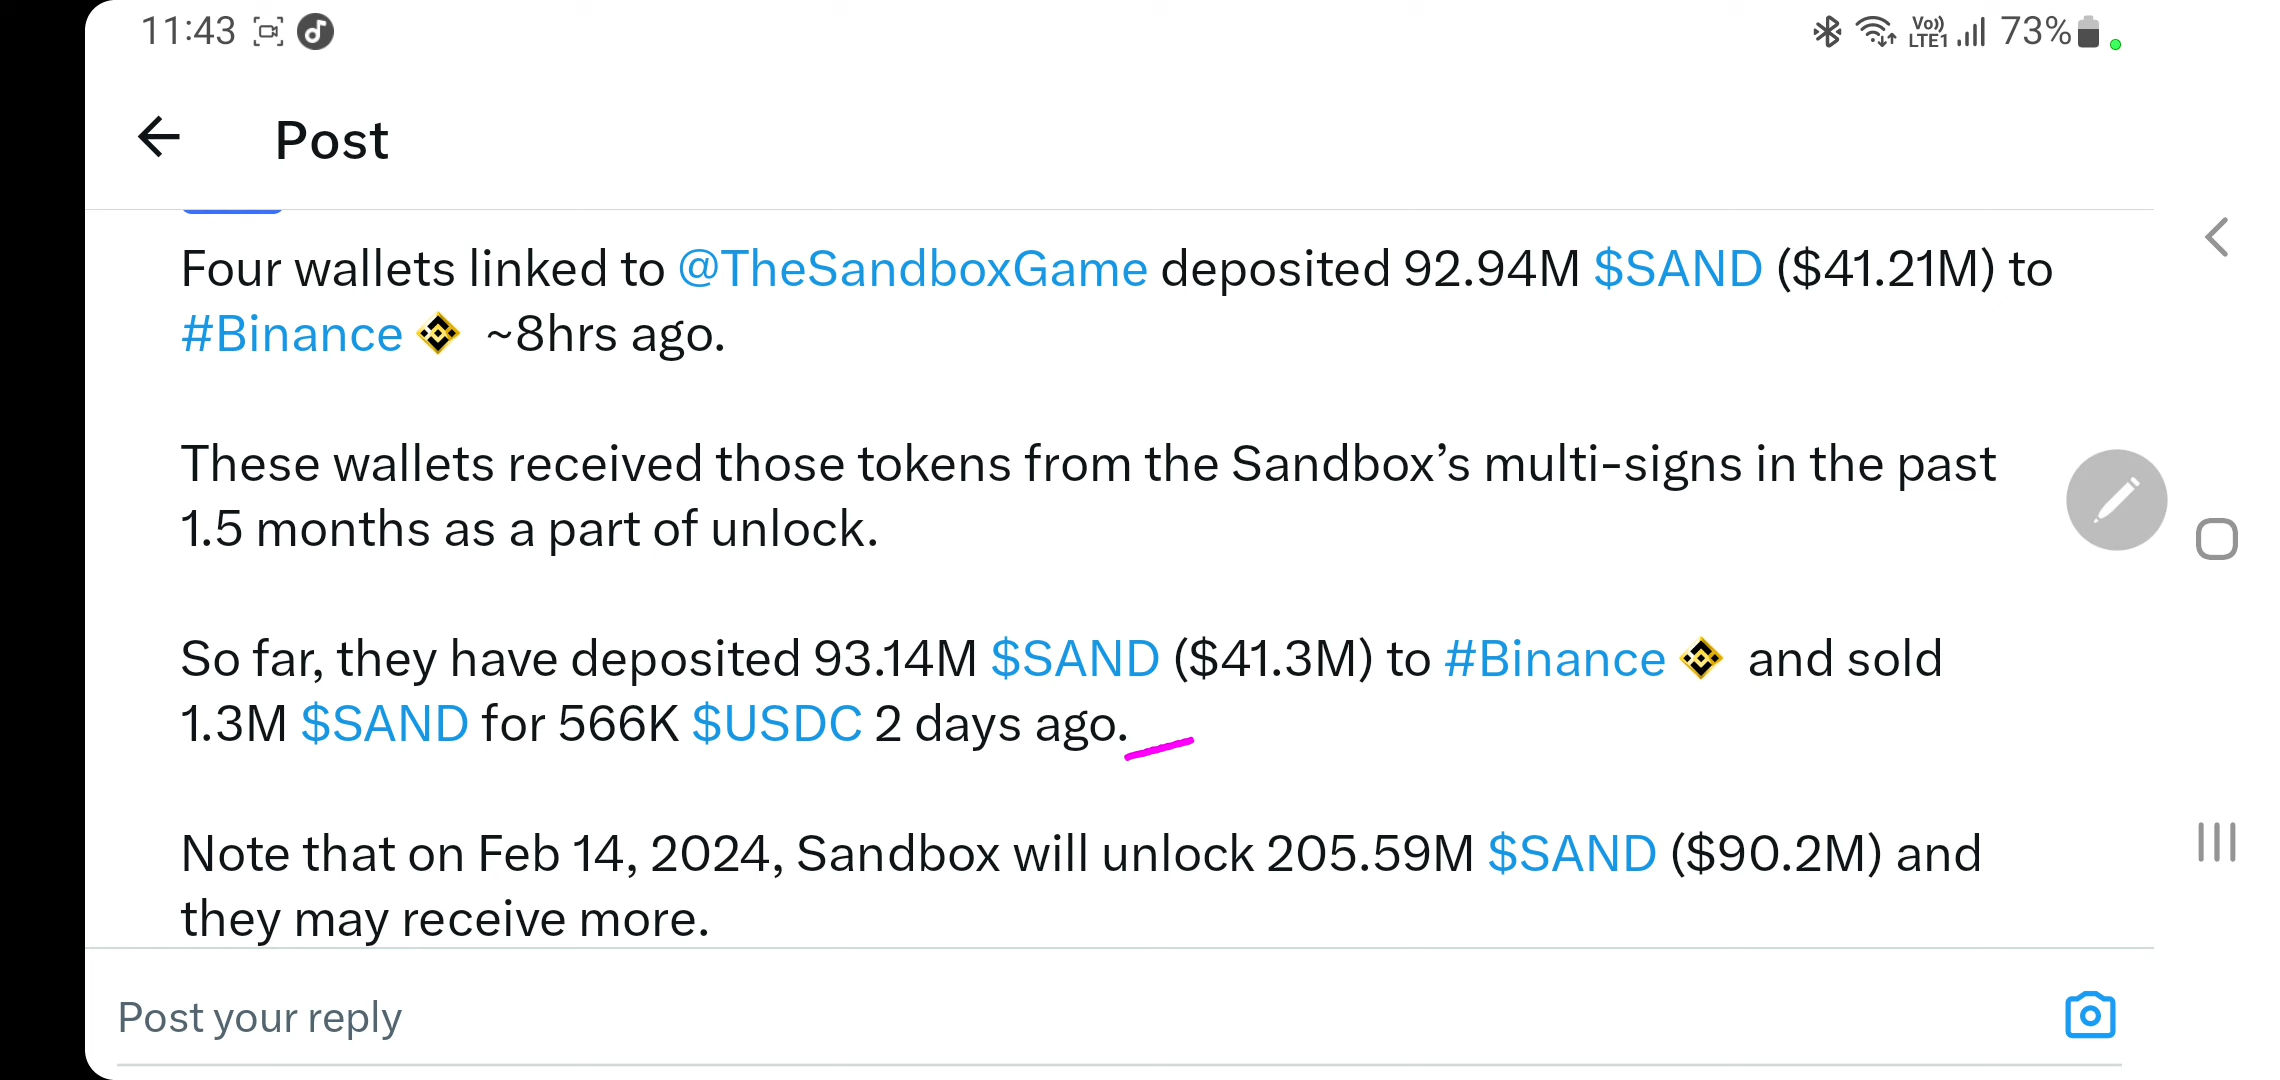 11:43
Vo))
LTE1
73%
Post
Four wallets linked to @TheSandboxGame deposited 92.94M $SAND ($41.21M) to
#Binance ~8hrs ago.
These wallets received those tokens from the Sandbox’s multi-signs in the past
1.5 months as a part of unlock.
So far, they have deposited 93.14M $SAND ($41.3M) to #Binance and sold
1.3M $SAND for 566K $USDC 2 days ago.
Note that on Feb 14, 2024, Sandbox will unlock 205.59M $SAND ($90.2M) and
they may receive more.
Post your reply